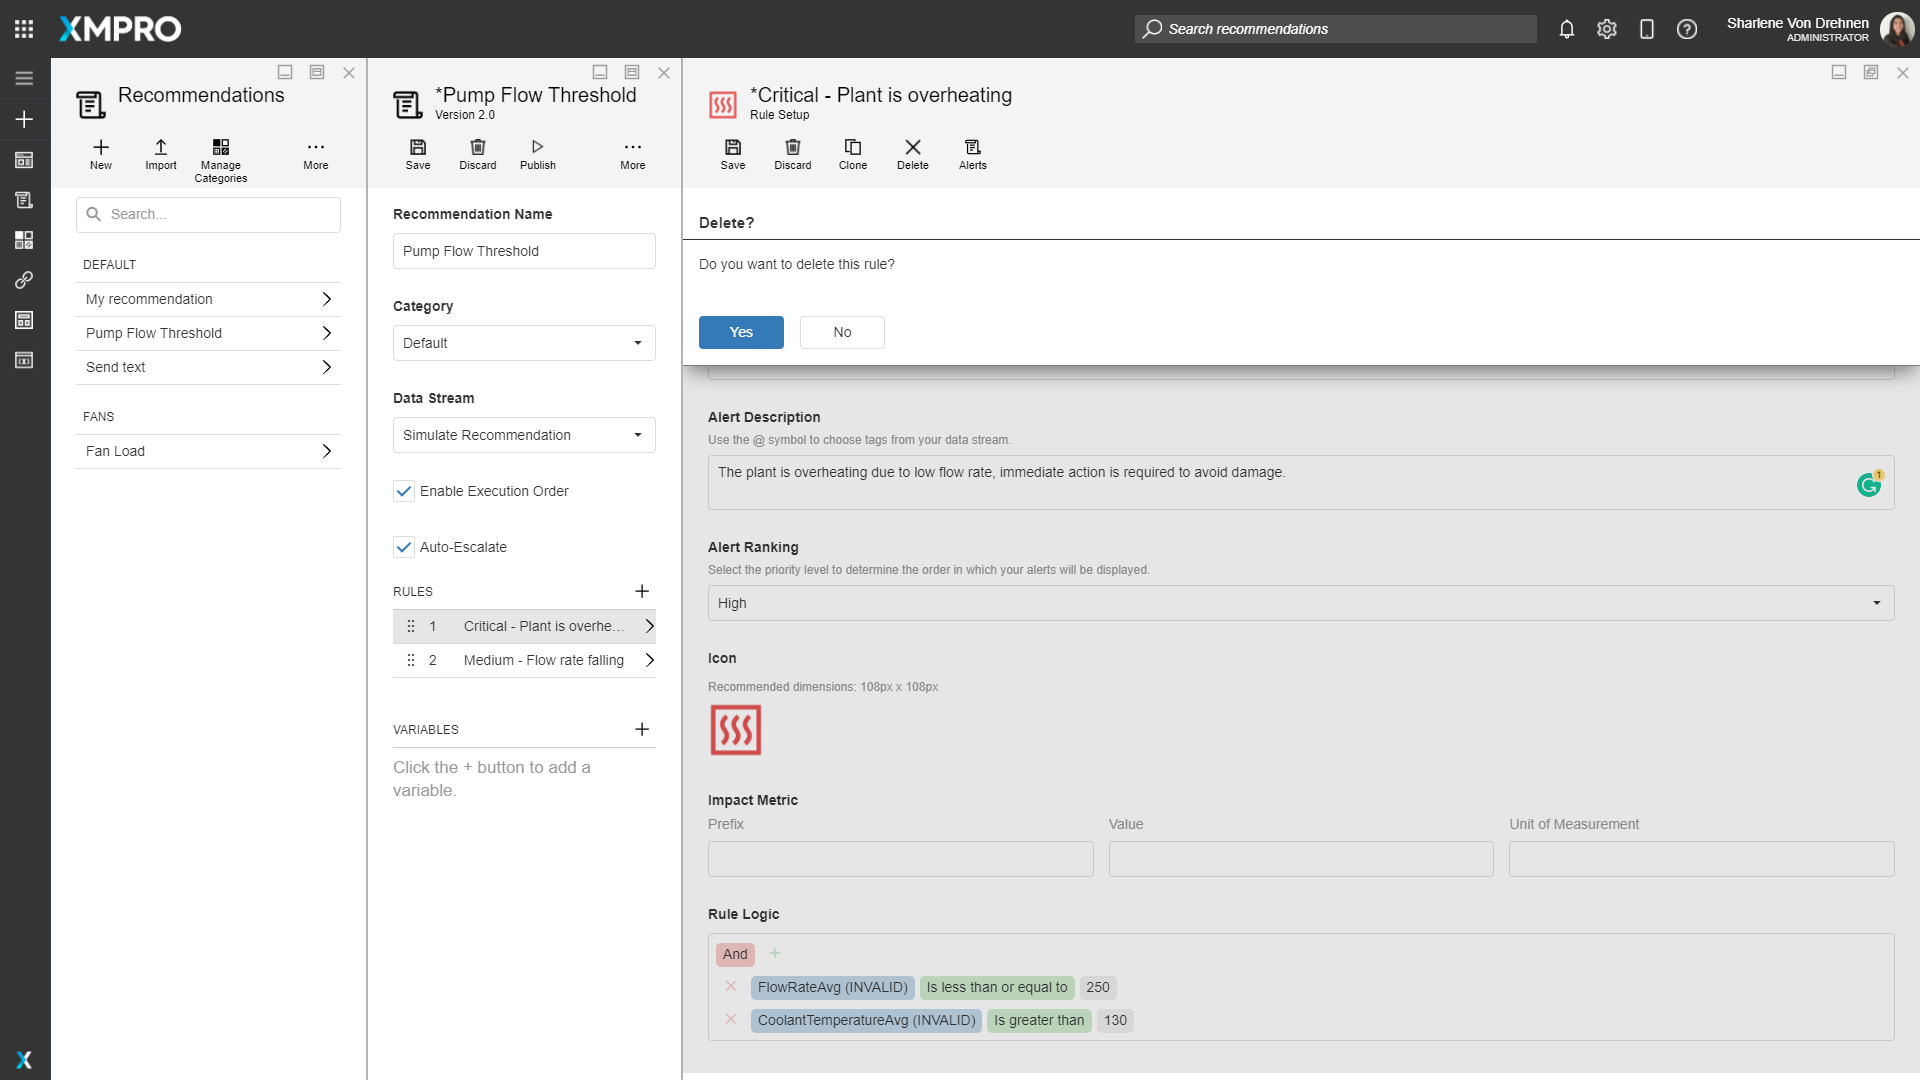 XMPRO
Search recommendations
Sharlene Von Drehnen
ADMINISTRATOR
Recommendations
New
Import
Manage
Categories
More
Search...
DEFAULT
My recommendation
Pump Flow Threshold
Send text
FANS
Fan Load
*Pump Flow Threshold
Version 2.0
Save
Discard
Publish
More
Recommendation Name
Pump Flow Threshold
Category
Default
Data Stream
Simulate Recommendation
Enable Execution Order
Auto-Escalate
RULES
1 Critical - Plant is overhe...
2 Medium - Flow rate falling
VARIABLES
Click the + button to add a
variable.
*Critical - Plant is overheating
Rule Setup
Save
Discard
Clone
Delete
Alerts
Delete?
Do you want to delete this rule?
Yes
No
Alert Description
Use the @ symbol to choose tags from your data stream.
The plant is overheating due to low flow rate, immediate action is required to avoid damage.
1
Alert Ranking
Select the priority level to determine the order in which your alerts will be displayed.
High
Icon
Recommended dimensions: 108px x 108px
Impact Metric
Prefix
Value
Unit of Measurement
Rule Logic
And
FlowRateAvg (INVALID) Is less than or equal to 250
CoolantTemperatureAvg (INVALID) Is greater than 130